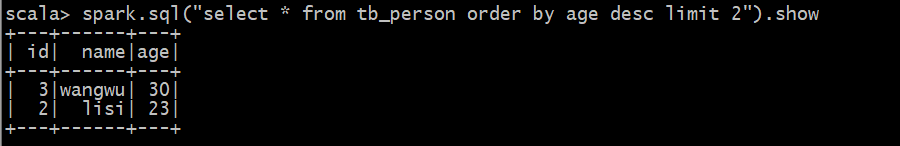 scala> spark.sql("select * from tb_person order by age desc limit 2").show
+---+------+---+
| id|  name|age|
+---+------+---+
|  3|wangwu| 30|
|  2|  lisi| 23|
+---+------+---+